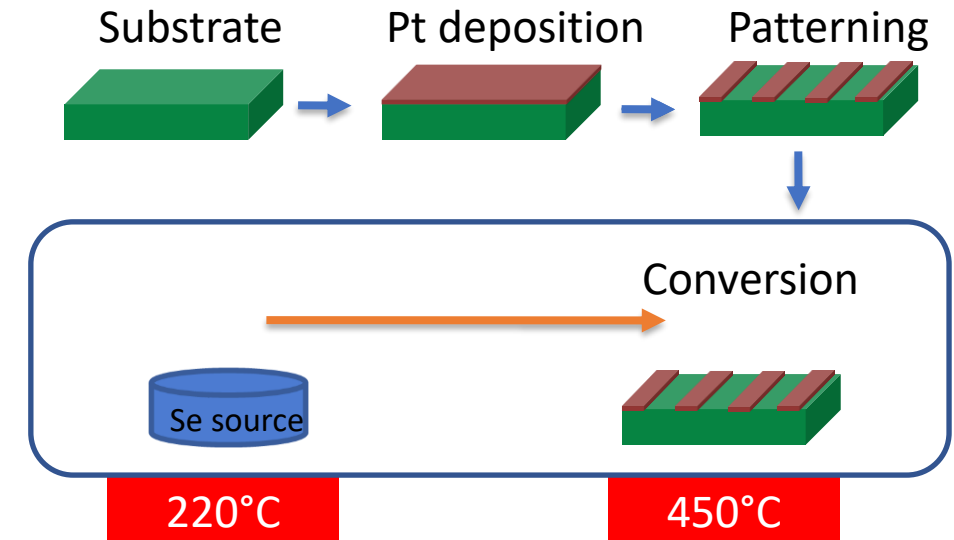 Substrate
Pt deposition
Patterning
Conversion
Se source
220°C
450°C